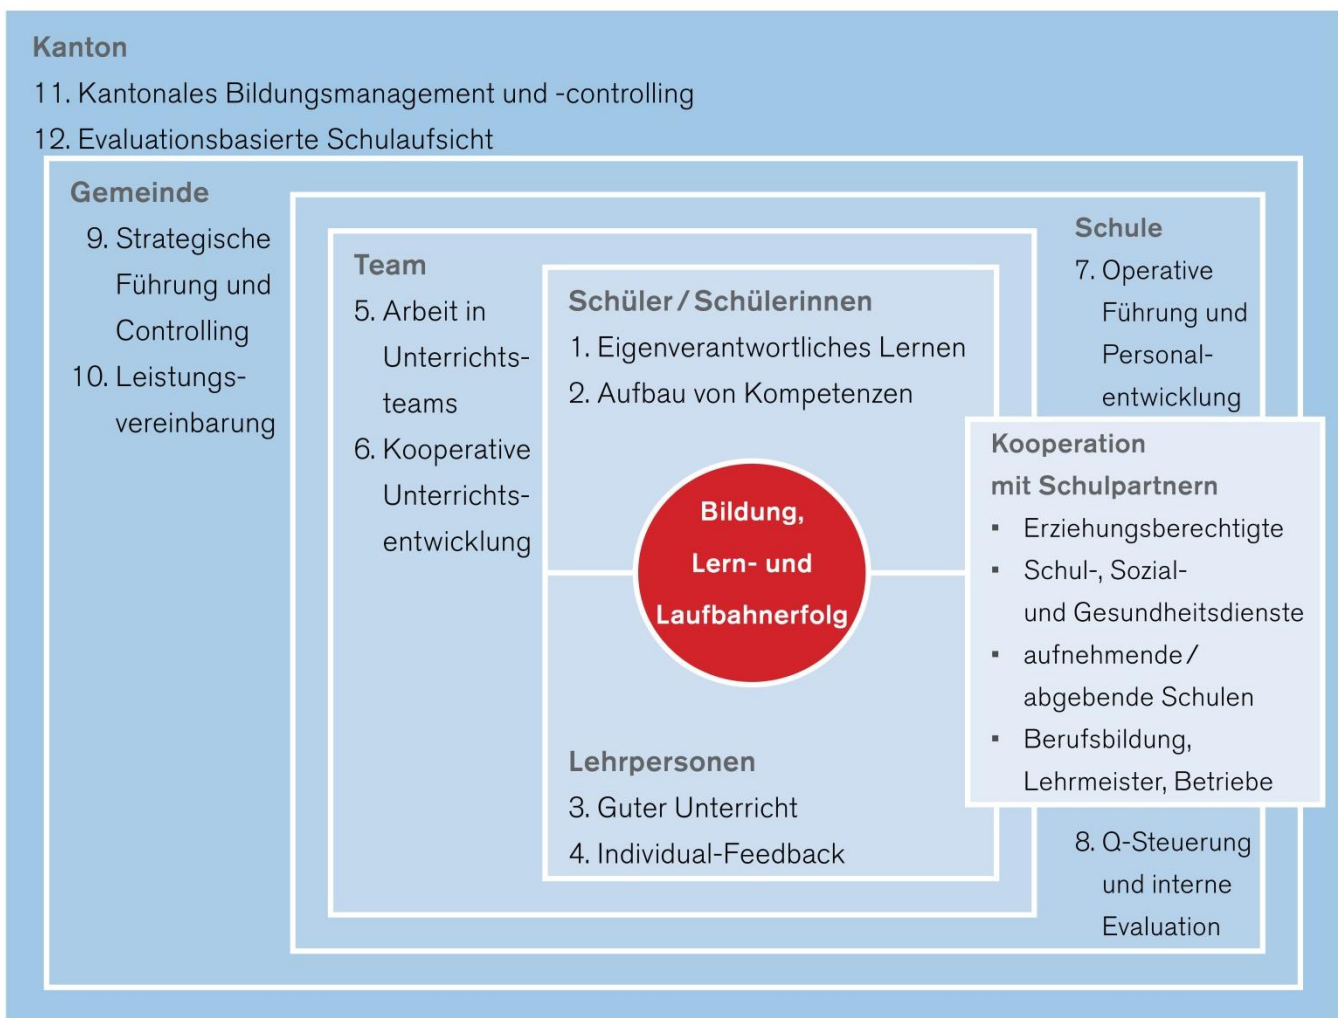 Kanton
11. Kantonales Bildungsmanagement und -controlling
12. Evaluationsbasierte Schulaufsicht
Gemeinde
9. Strategische
Führung und
Controlling
10. Leistungs-
vereinbarung
Team
5. Arbeit in
Unterrichts-
teams
6. Kooperative
Unterrichts-
entwicklung
Schüler / Schülerinnen
1. Eigenverantwortliches Lernen
2. Aufbau von Kompetenzen
Bildung,
Lern- und
Laufbahnerfolg
Lehrpersonen
3. Guter Unterricht
4. Individual-Feedback
Schule
7. Operative
Führung und
Personal-
entwicklung
Kooperation
mit Schulpartnern
▪ Erziehungsberechtigte
▪ Schul-, Sozial-
und Gesundheitsdienste
▪ aufnehmende /
abgebende Schulen
▪ Berufsbildung,
Lehrmeister, Betriebe
8. Q-Steuerung
und interne
Evaluation